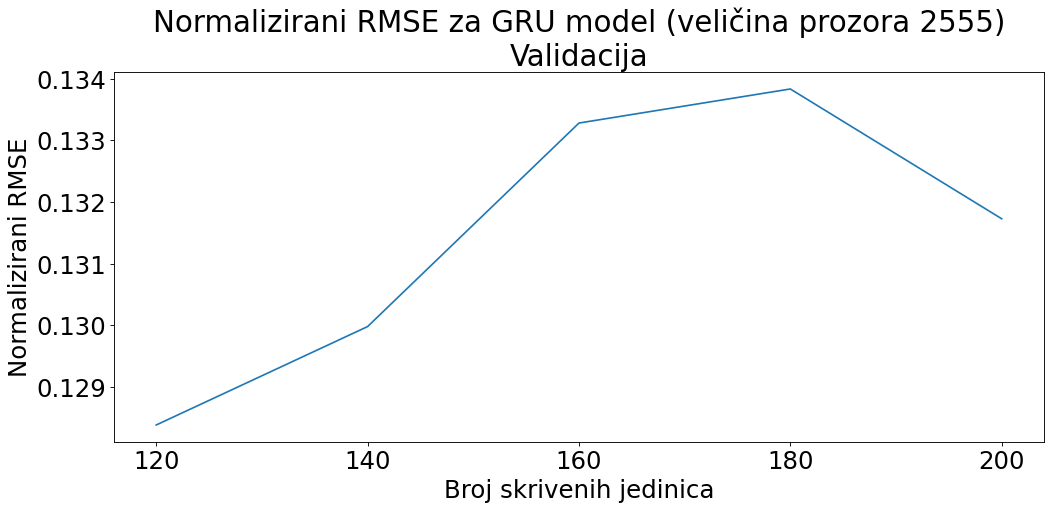 Normalizirani RMSE za GRU model (veličina prozora 2555)
Validacija
0.134
0.133
0.132
0.131
0.130
0.129
Normalizirani RMSE
120 140 160 180 200
Broj skrivenih jedinica